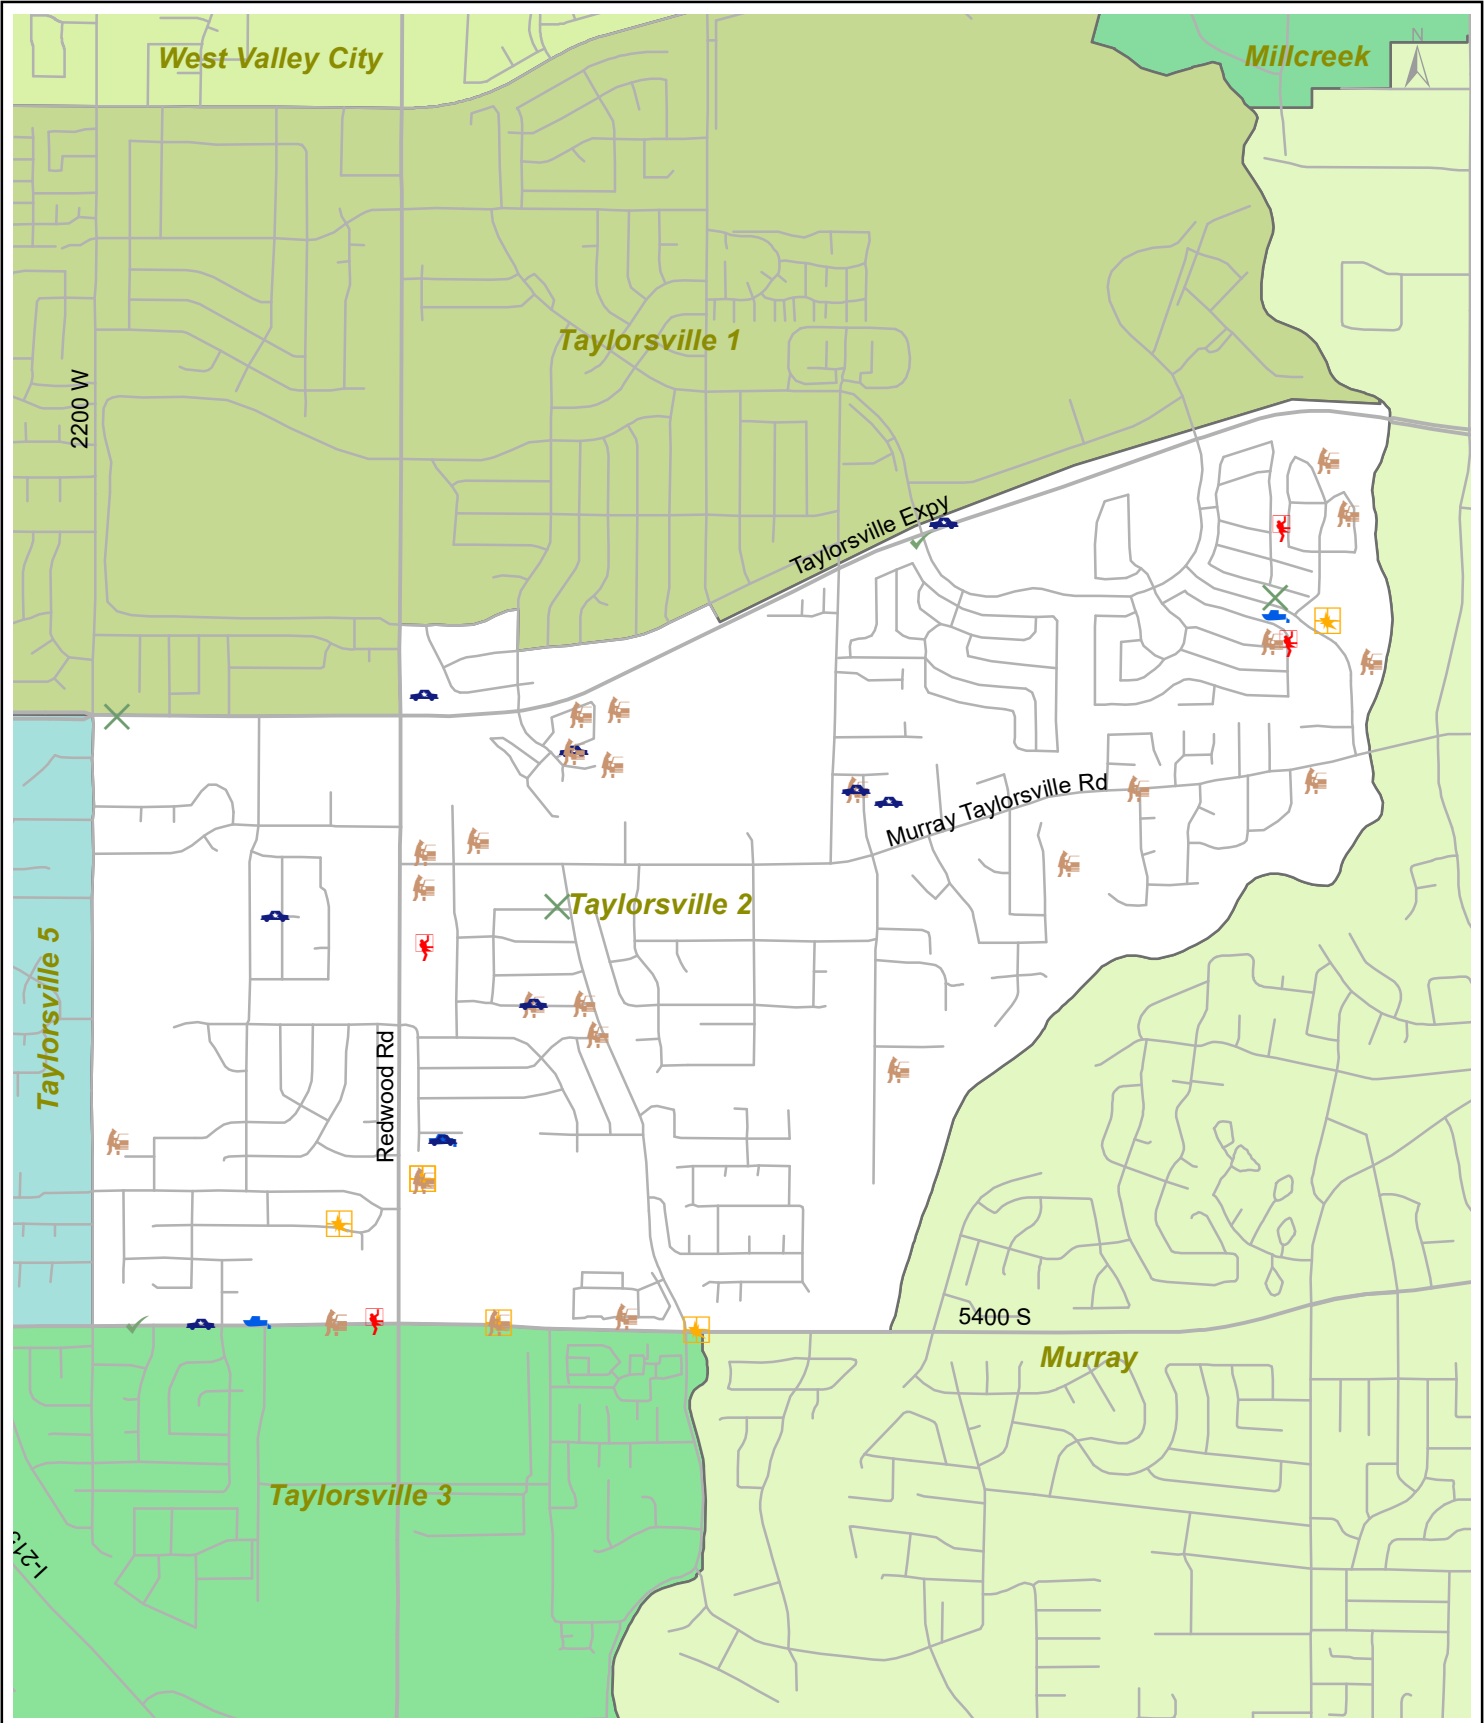 West Valley City
Millcreek
N
Taylorsville 1
2200 W
Taylorsville Expy
Murray Taylorsville Rd
Taylorsville 2
Taylorsville 5
Redwood Rd
5400 S
Murray
Taylorsville 3
I-215